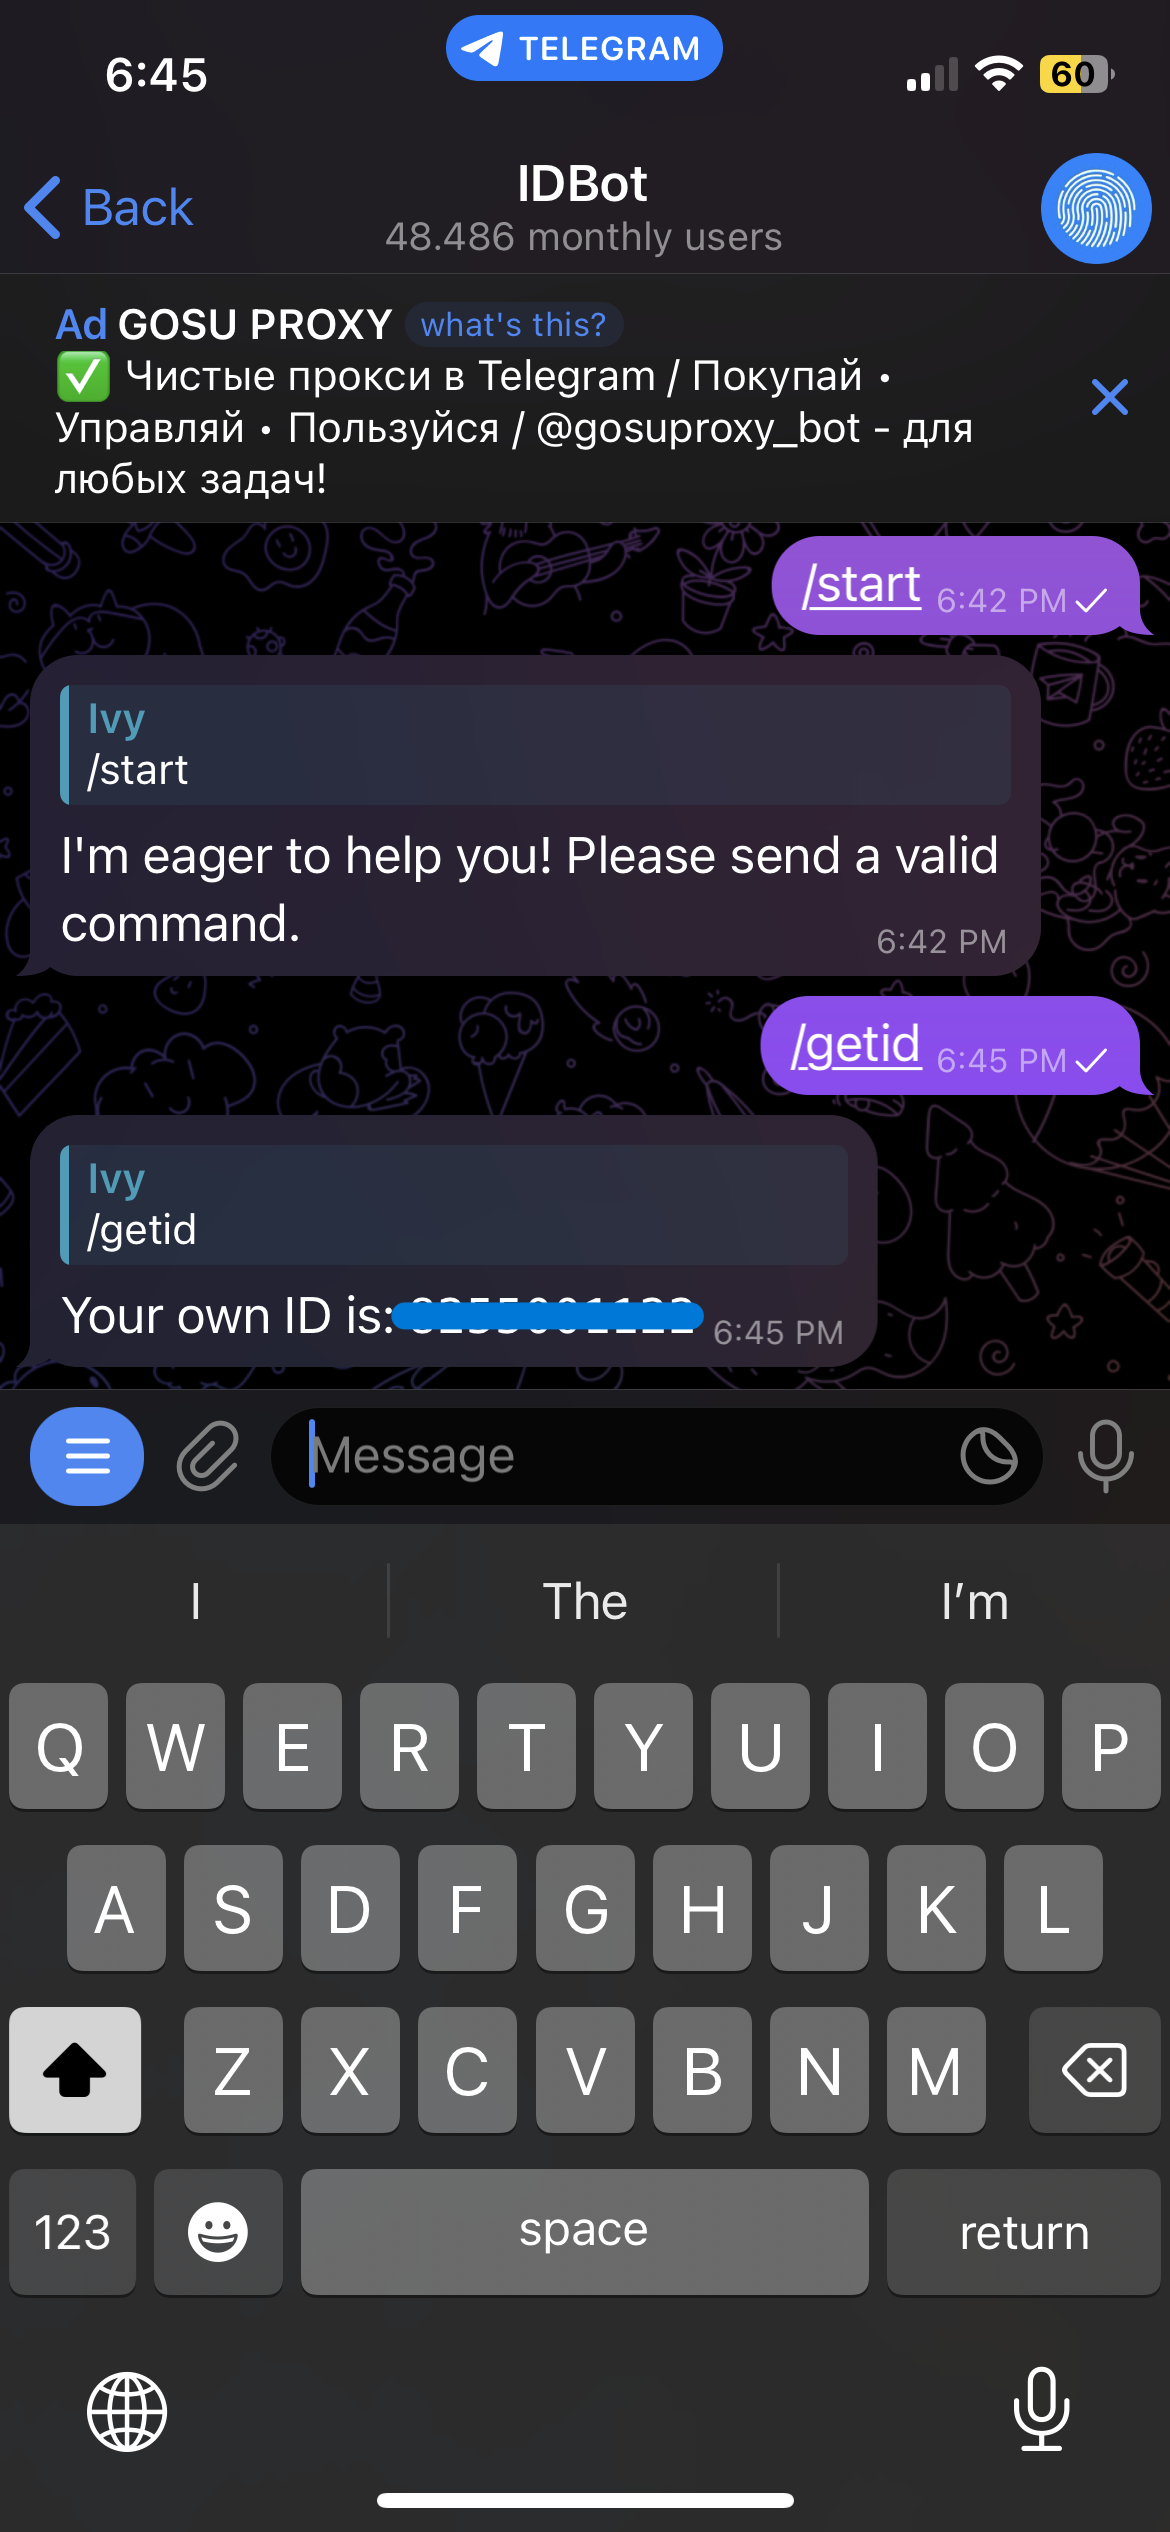 6:45
TELEGRAM
60
Back
IDBot
48.486 monthly users
Ad GOSU PROXY what's this?
✅ Чистые прокси в Telegram / Покупай •
Управляй • Пользуйся / @gosuproxy_bot - для
любых задач!
/start 6:42 PM
Ivy
/start
I'm eager to help you! Please send a valid
command.
6:42 PM
/getid 6:45 PM
Ivy
/getid
Your own ID is: 6:45 PM
Message
I The I'm
Q W E R T Y U I O P
A S D F G H J K L
Z X C V B N M
123 space return